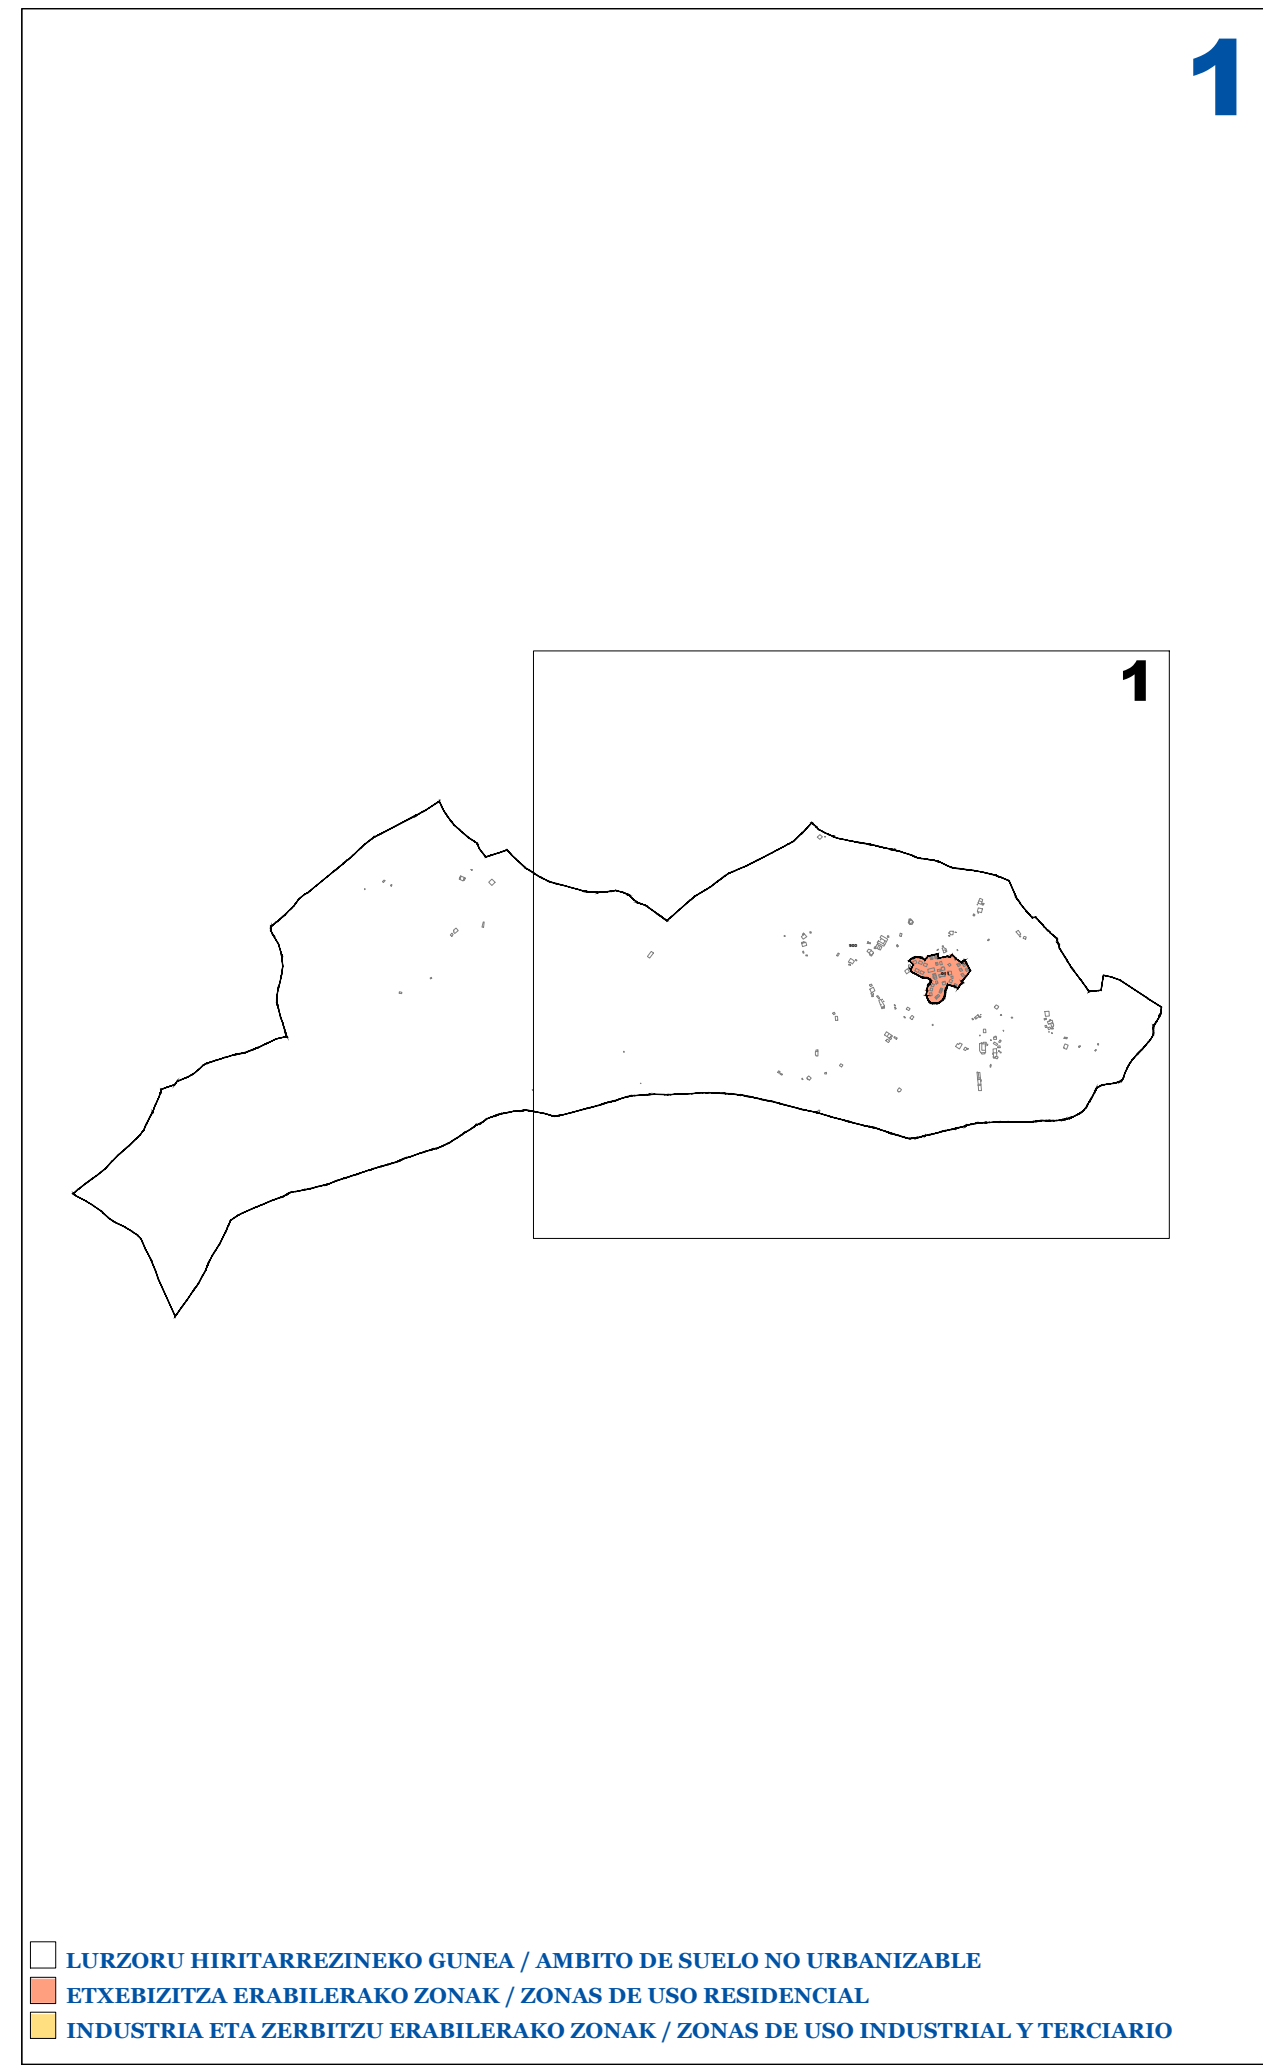 1
1
LURZORU HIRITARREZINEKO GUNEA / AMBITO DE SUELO NO URBANIZABLE
ETXEBIZITZA ERABILERAKO ZONAK / ZONAS DE USO RESIDENCIAL
INDUSTRIA ETA ZERBITZU ERABILERAKO ZONAK / ZONAS DE USO INDUSTRIAL Y TERCIARIO